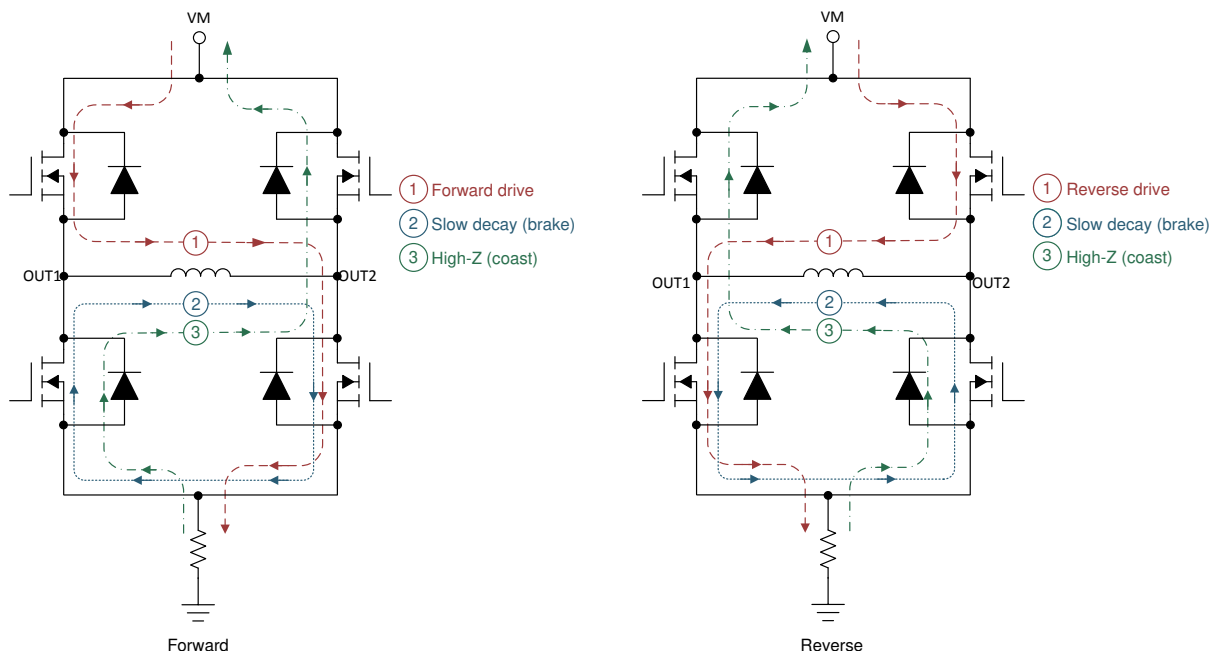 VM
1 Forward drive
2 Slow decay (brake)
3 High-Z (coast)
1
OUT1
OUT2
2
3
Forward
VM
1 Reverse drive
2 Slow decay (brake)
3 High-Z (coast)
1
OUT1
OUT2
2
3
Reverse